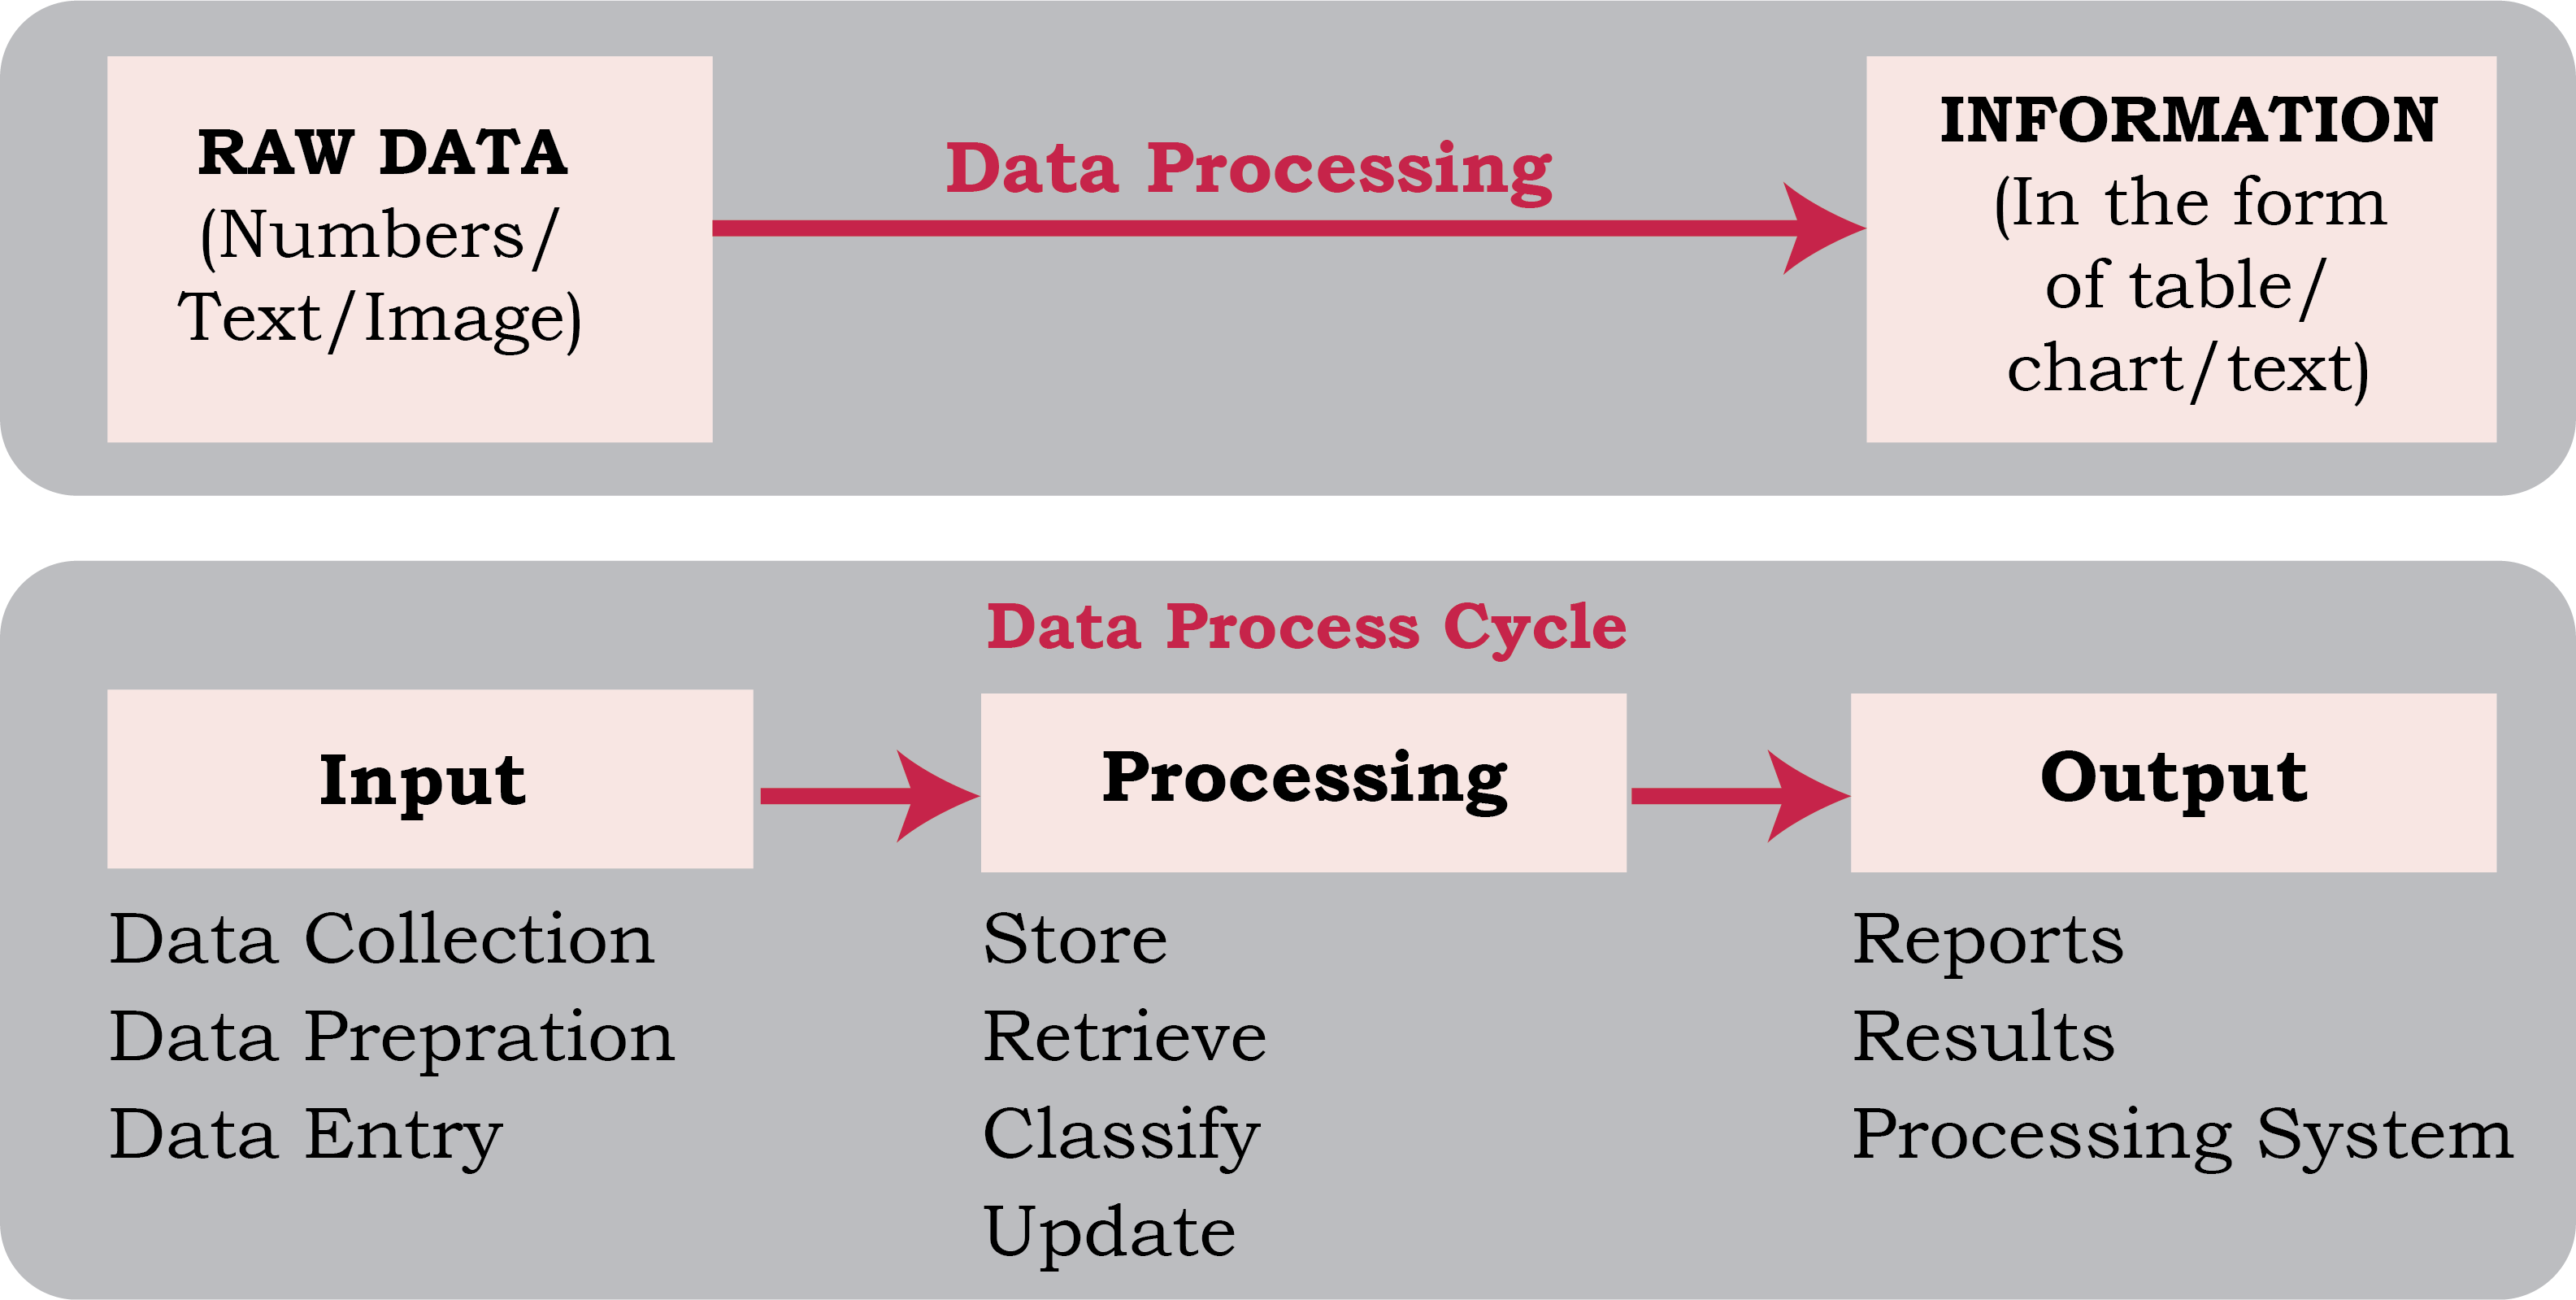 RAW DATA
(Numbers/
Text/Image)
Data Processing
INFORMATION
(In the form
of table/
chart/text)
Data Process Cycle
Input
Data Collection
Data Prepration
Data Entry
Processing
Store
Retrieve
Classify
Update
Output
Reports
Results
Processing System